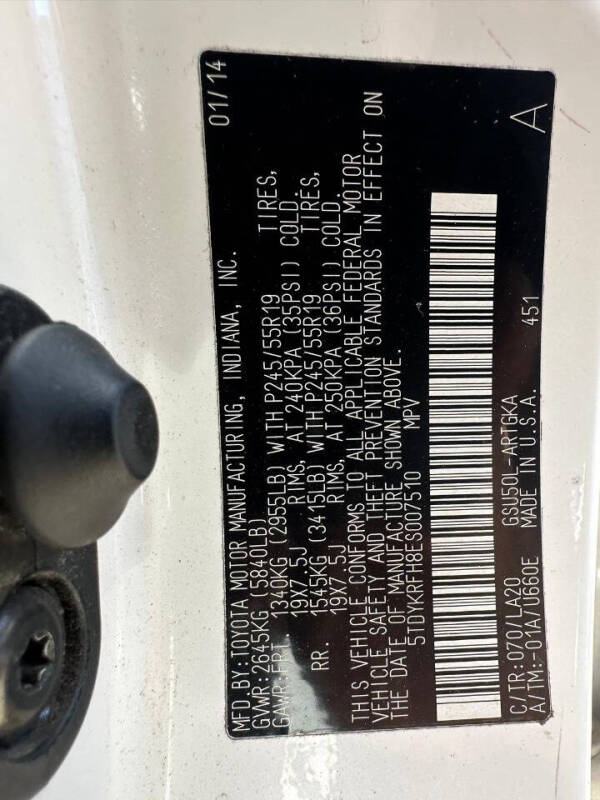 MFD.BY:TOYOTA MOTOR MANUFACTURING, INDIANA, INC. 01/14
GVWR:2645KG (5840LB)
GAWR:FRT. 1340KG (2955LB) WITH P245/55R19 TIRES,
19X7.5J RIMS, AT 240KPA (35PSI) COLD.
RR. 1545KG (3415LB) WITH P245/55R19 TIRES,
19X7.5J RIMS, AT 250KPA (36PSI) COLD.
THIS VEHICLE CONFORMS TO ALL APPLICABLE FEDERAL MOTOR
VEHICLE SAFETY AND THEFT PREVENTION STANDARDS IN EFFECT ON
THE DATE OF MANUFACTURE SHOWN ABOVE.
5TDYKRFH8ES007510 MPV
C/TR:070/LA20 GSU50L-ARTGKA 451
A/TM:-01A/U660E MADE IN U.S.A. A